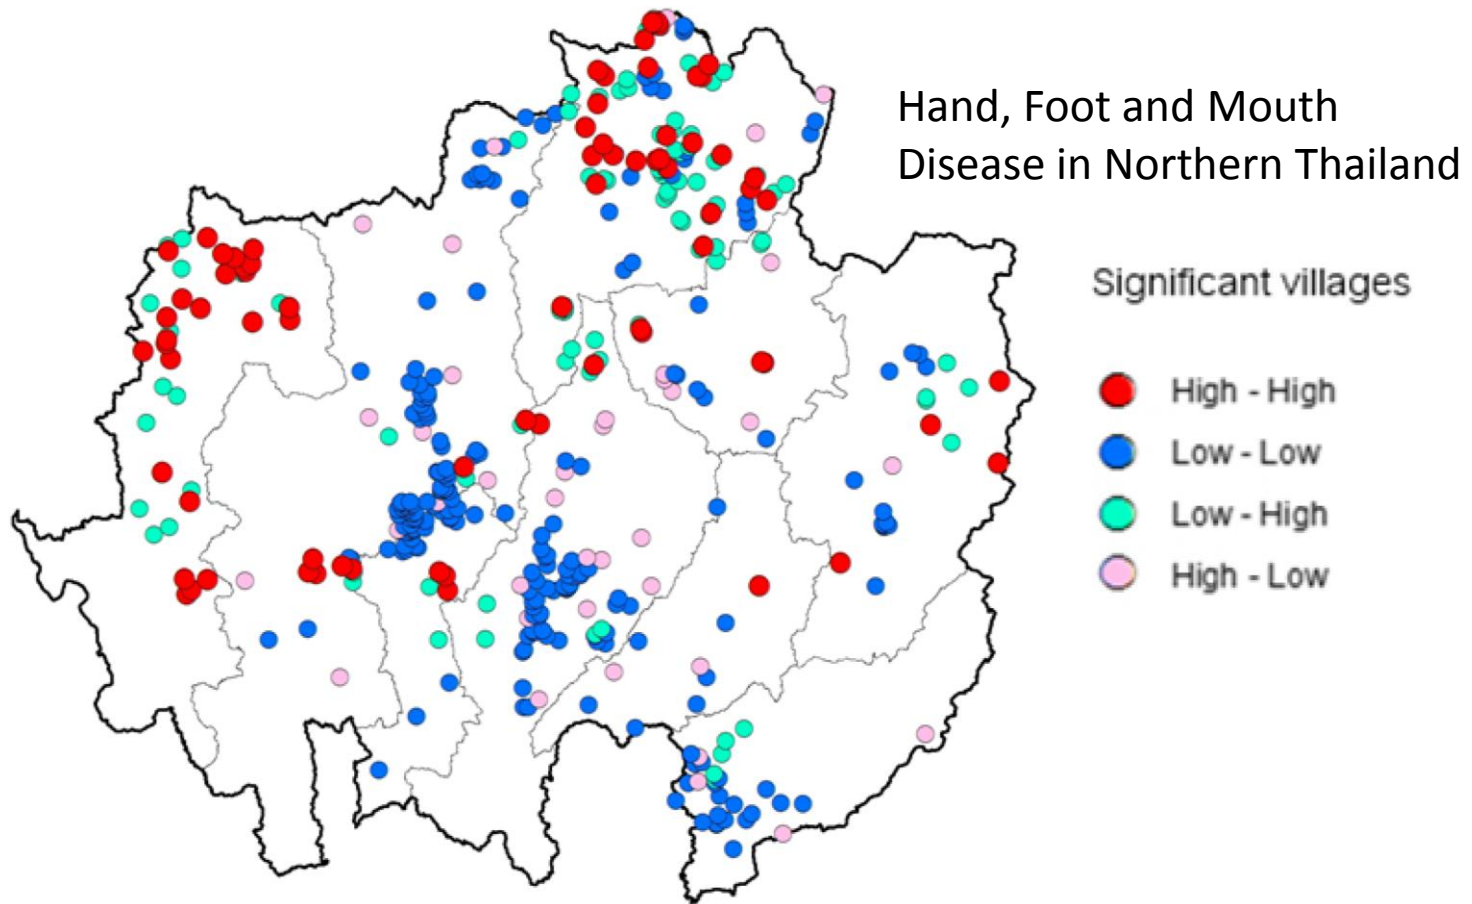 Hand, Foot and Mouth
Disease in Northern Thailand
Significant villages
High - High
Low - Low
Low - High
High - Low